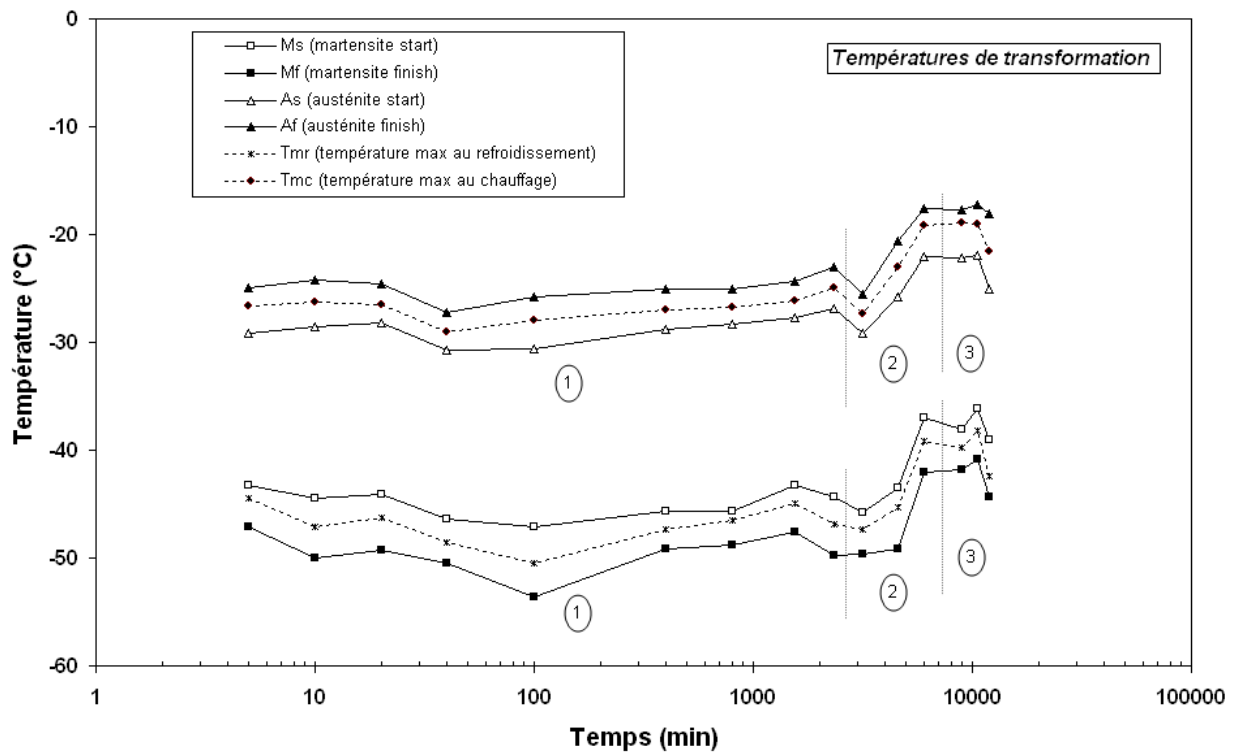 Températures de transformation
Ms (martensite start)
Mf (martensite finish)
As (austénite start)
Af (austénite finish)
Tmr (température max au refroidissement)
Tmc (température max au chauffage)
0
-10
-20
-30
-40
-50
-60
Température (°C)
1
2
3
1
2
3
1
10
100
1000
10000
100000
Temps (min)